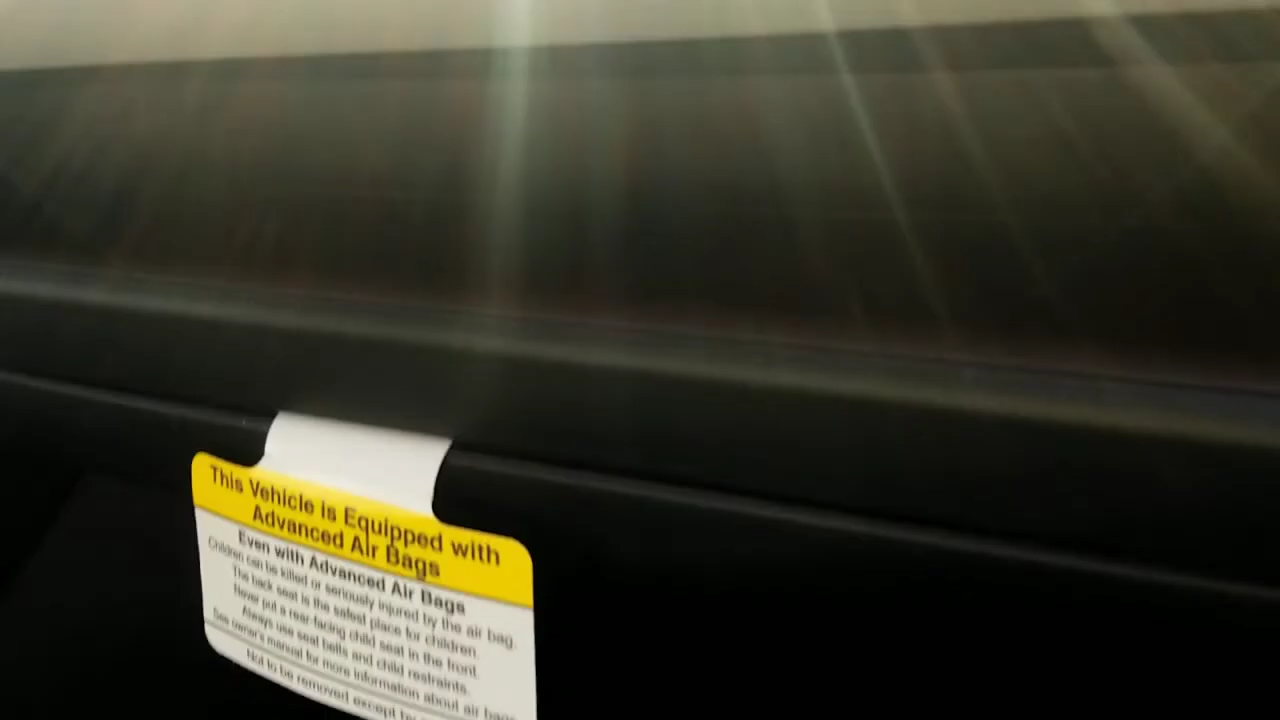 This Vehicle is Equipped with
Advanced Air Bags
Even with Advanced Air Bags
Children can be killed or seriously injured by the air bag.
The back seat is the safest place for children.
Never put a rear-facing child seat in the front.
Always use seat belts and child restraints.
See owner's manual for more information about air bags.
Not to be removed except by